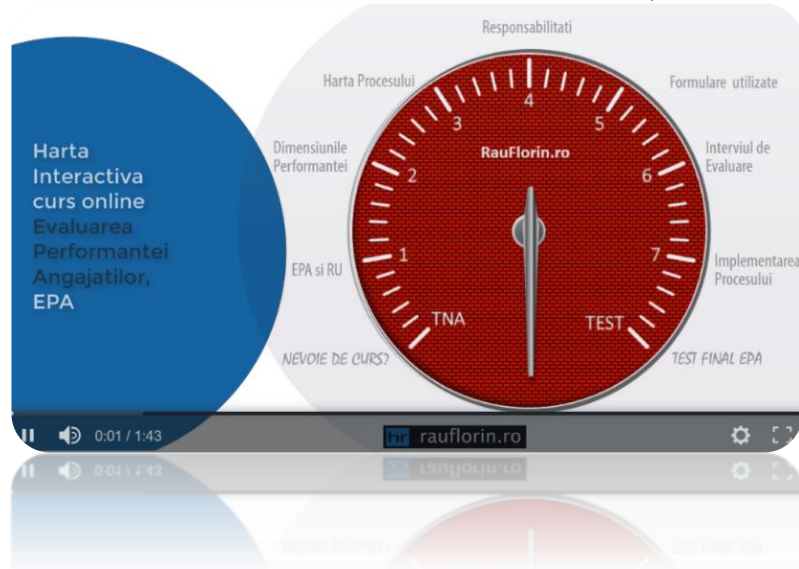 Responsabilitati
Harta Procesului
Formulare utilizate
Dimensiunile
Performantei
Interviul de
Evaluare
EPA si RU
Implementarea
Procesului
NEVOIE DE CURS?
TEST FINAL EPA
1
2
3
4
5
6
7
TNA
TEST
RauFlorin.ro
Harta
Interactiva
curs online
Evaluarea
Performantei
Angajatilor,
EPA
0:01 / 1:43
hr rauflorin.ro